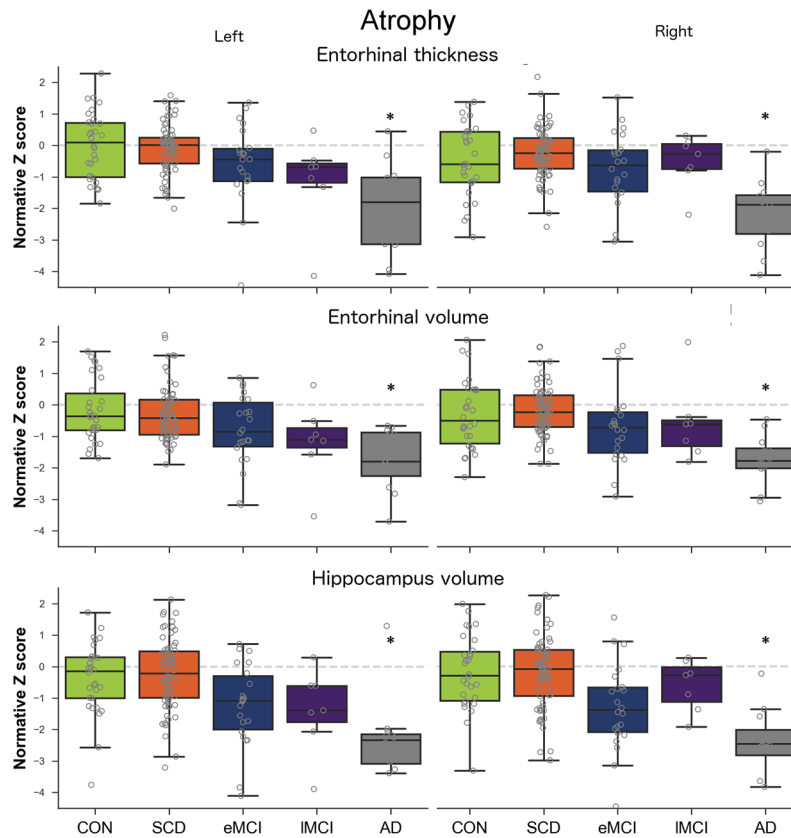 Atrophy
Left
Right
Entorhinal thickness
Normative Z score
2
1
0
−1
−2
−3
−4
*
*
Entorhinal volume
Normative Z score
2
1
0
−1
−2
−3
−4
*
*
Hippocampus volume
Normative Z score
2
1
0
−1
−2
−3
−4
*
*
CON SCD eMCI lMCI AD CON SCD eMCI lMCI AD